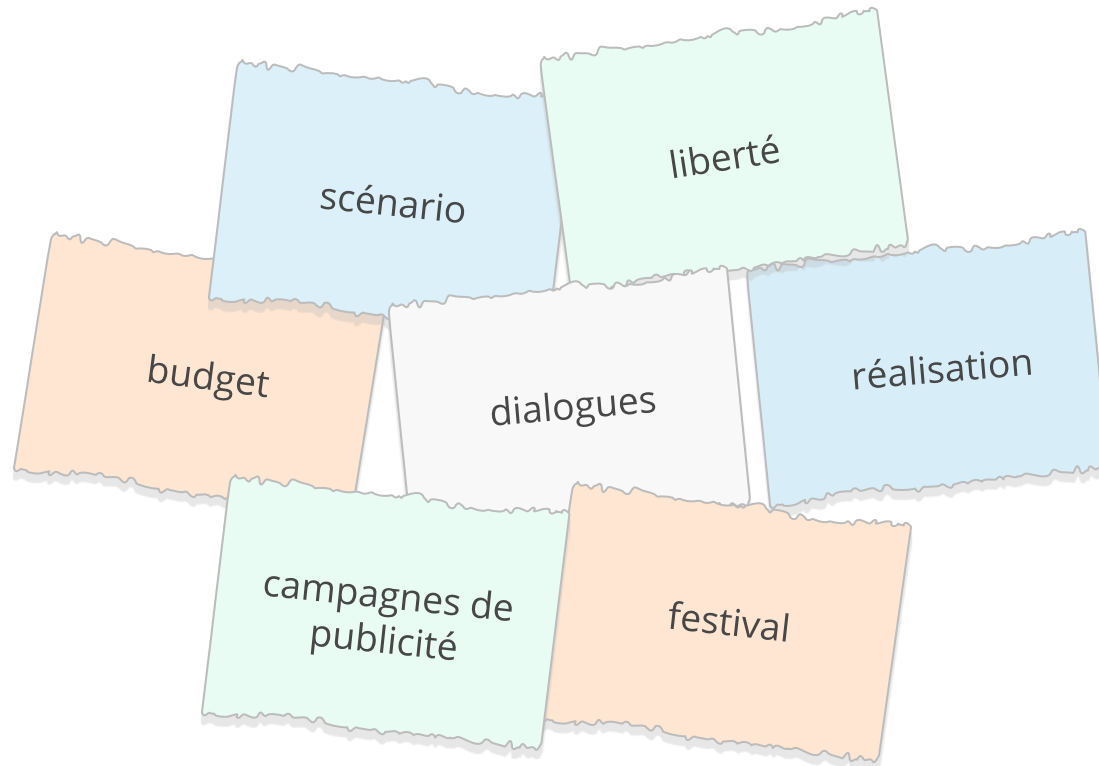 liberté
scénario
budget
dialogues
réalisation
campagnes de
publicité
festival